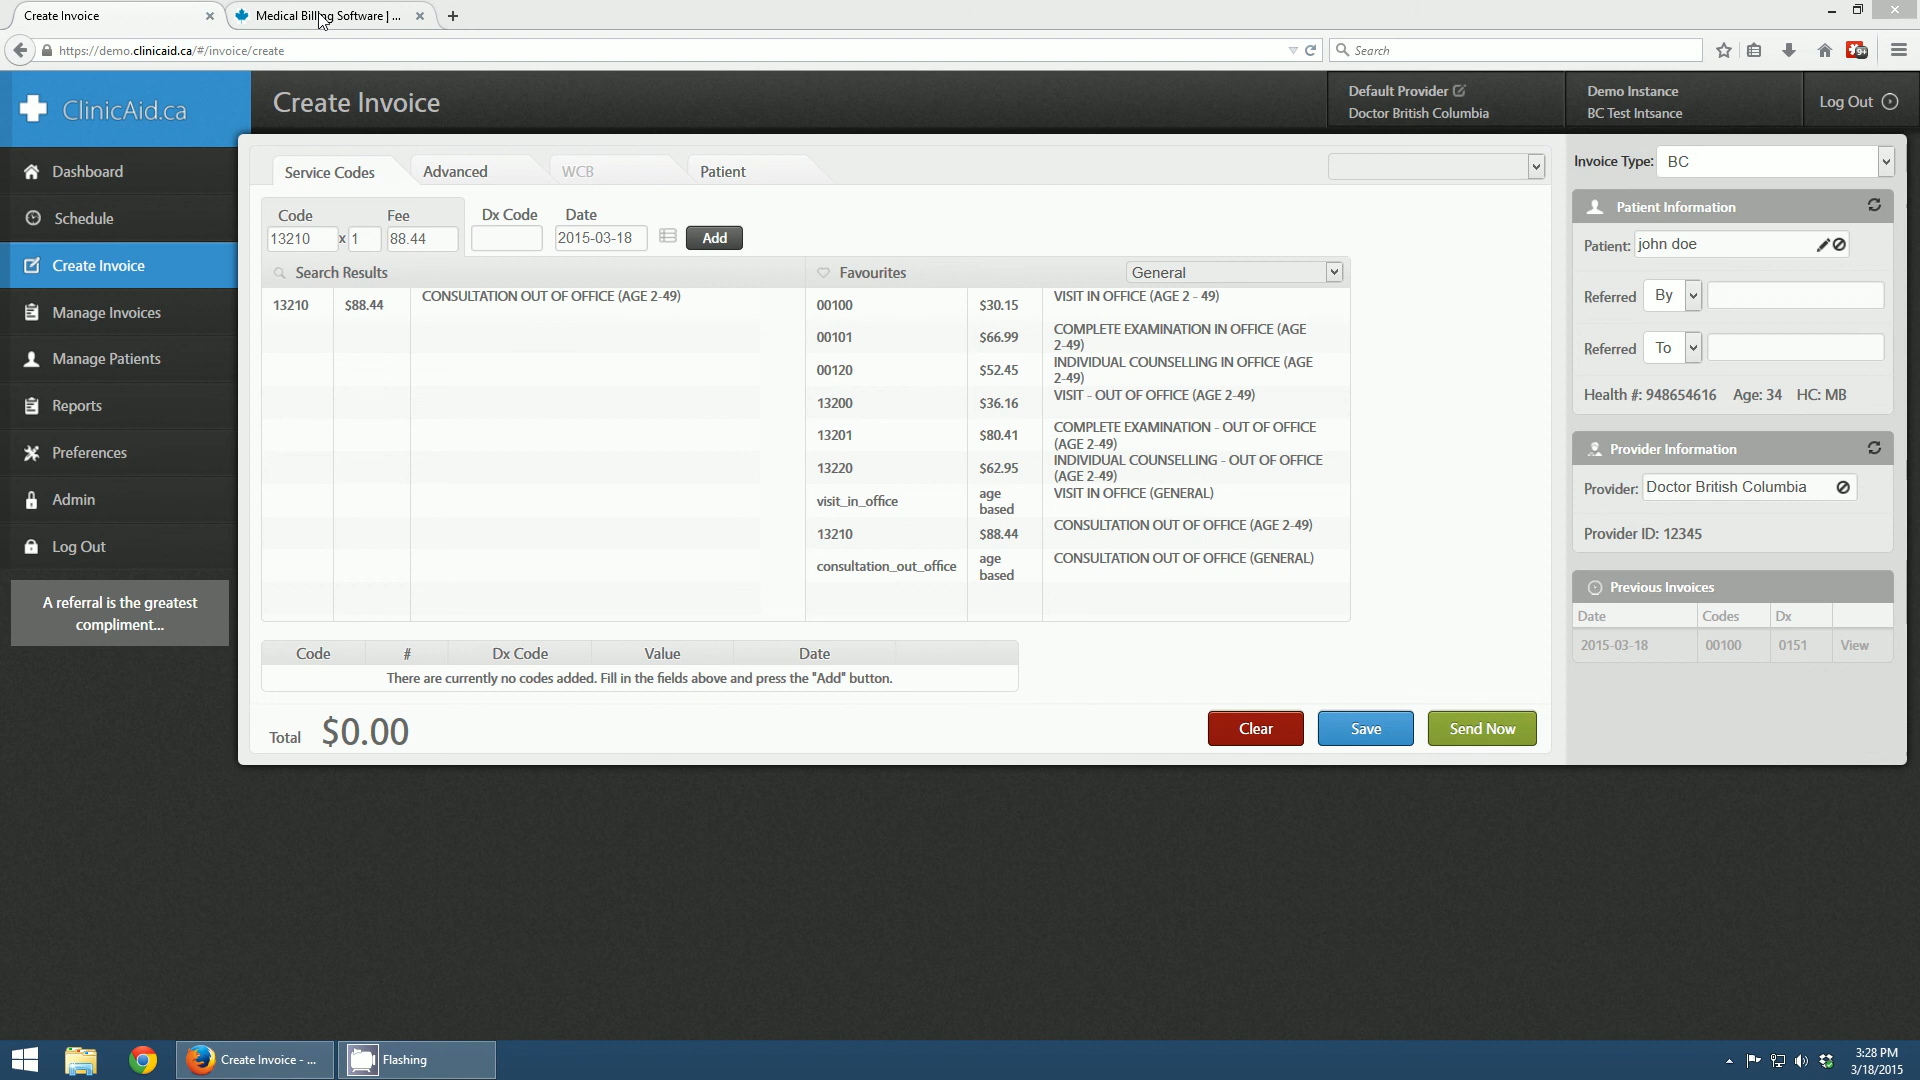 Create Invoice
Medical Billing Software | ...
https://demo.clinicaid.ca/#/invoice/create
Search
9+
ClinicAid.ca
Create Invoice
Default Provider
Doctor British Columbia
Demo Instance
BC Test Intsance
Log Out
Dashboard
Schedule
Create Invoice
Manage Invoices
Manage Patients
Reports
Preferences
Admin
Log Out
A referral is the greatest
compliment...
Service Codes
Advanced
WCB
Patient
Code
Fee
Dx Code
Date
13210 x 1 88.44 2015-03-18 Add
Search Results
13210 $88.44 CONSULTATION OUT OF OFFICE (AGE 2-49)
Favourites
General
00100 $30.15 VISIT IN OFFICE (AGE 2 - 49)
00101 $66.99 COMPLETE EXAMINATION IN OFFICE (AGE
2-49)
00120 $52.45 INDIVIDUAL COUNSELLING IN OFFICE (AGE
2-49)
13200 $36.16 VISIT - OUT OF OFFICE (AGE 2-49)
13201 $80.41 COMPLETE EXAMINATION - OUT OF OFFICE
(AGE 2-49)
13220 $62.95 INDIVIDUAL COUNSELLING - OUT OF OFFICE
(AGE 2-49)
visit_in_office age based VISIT IN OFFICE (GENERAL)
13210 $88.44 CONSULTATION OUT OF OFFICE (AGE 2-49)
consultation_out_office age based CONSULTATION OUT OF OFFICE (GENERAL)
Code # Dx Code Value Date
There are currently no codes added. Fill in the fields above and press the "Add" button.
Total $0.00
Clear
Save
Send Now
Invoice Type: BC
Patient Information
Patient: john doe
Referred By
Referred To
Health #: 948654616 Age: 34 HC: MB
Provider Information
Provider: Doctor British Columbia
Provider ID: 12345
Previous Invoices
Date Codes Dx
2015-03-18 00100 0151 View
Create Invoice - ...
Flashing
3:28 PM
3/18/2015